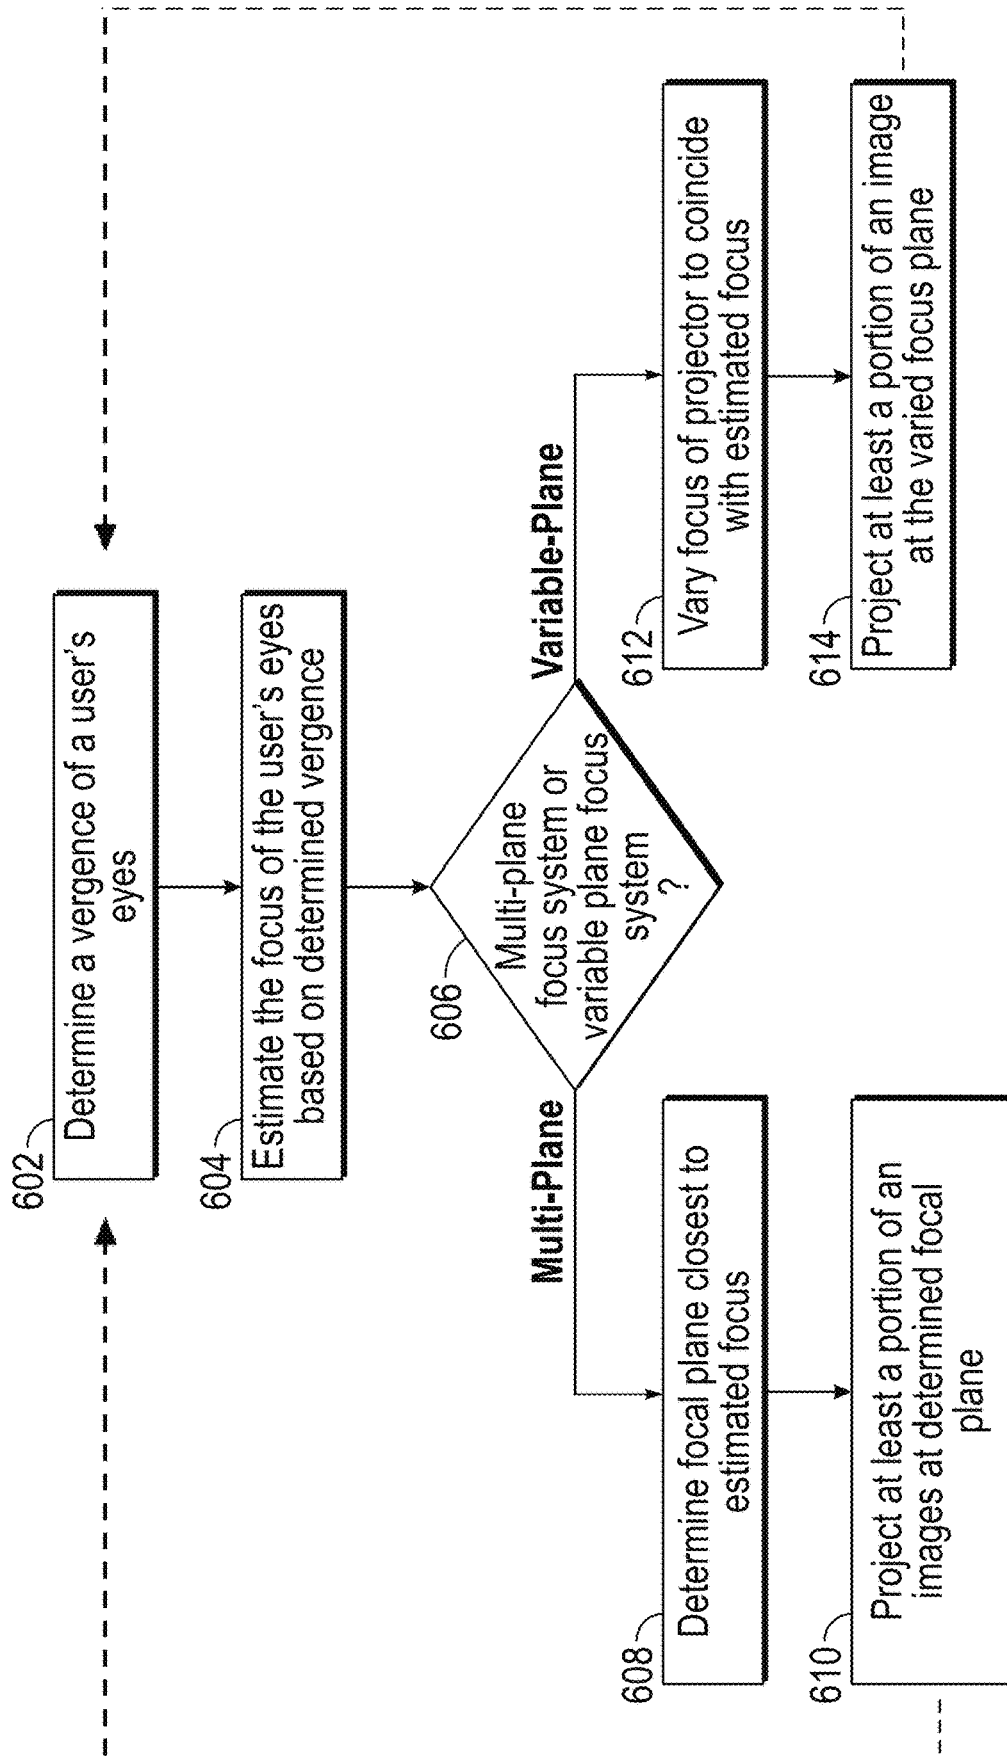 602
Determine a vergence of a user's
eyes
604
Estimate the focus of the user's eyes
based on determined vergence
606
Multi-plane
focus system or
variable plane focus
system
?
Multi-Plane
Variable-Plane
608
Determine focal plane closest to
estimated focus
610
Project at least a portion of an
images at determined focal
plane
612
Vary focus of projector to coincide
with estimated focus
614
Project at least a portion of an image
at the varied focus plane